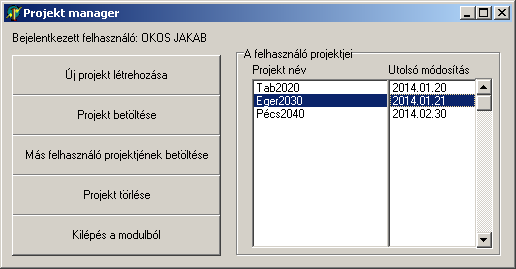 Projekt manager
Bejelentkezett felhasználó: OKOS JAKAB
Új projekt létrehozása
Projekt betöltése
Más felhasználó projektjének betöltése
Projekt törlése
Kilépés a modulból
A felhasználó projektjei
Projekt név Utolsó módosítás
Tab2020 2014.01.20
Eger2030 2014.01.21
Pécs2040 2014.02.30